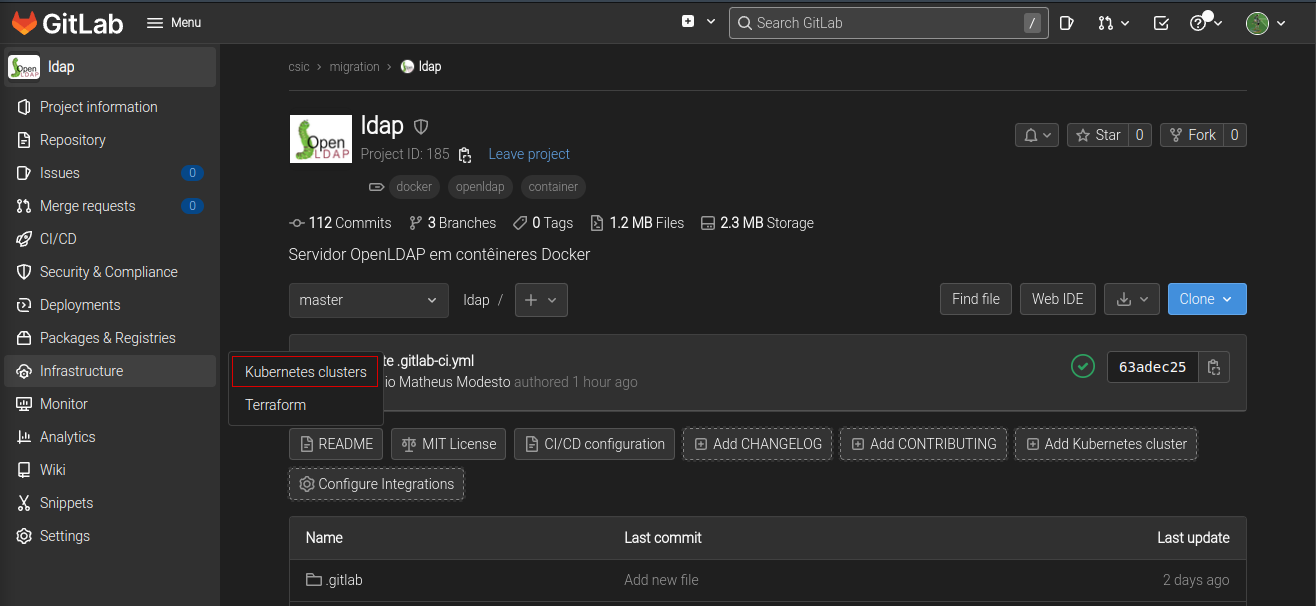 GitLab Menu Search GitLab /
Open LDAP ldap
csic > migration > ldap
Project information
Repository
Issues 0
Merge requests 0
CI/CD
Security & Compliance
Deployments
Packages & Registries
Infrastructure
Monitor
Analytics
Wiki
Snippets
Settings
Kubernetes clusters
Terraform
Open LDAP
ldap
Project ID: 185 Leave project
Star 0 Fork 0
docker openldap container
112 Commits 3 Branches 0 Tags 1.2 MB Files 2.3 MB Storage
Servidor OpenLDAP em contêineres Docker
master ldap / + Find file Web IDE Clone
.gitlab-ci.yml
Matheus Modesto authored 1 hour ago
63adec25
README MIT License CI/CD configuration Add CHANGELOG Add CONTRIBUTING Add Kubernetes cluster
Configure Integrations
Name Last commit Last update
.gitlab Add new file 2 days ago